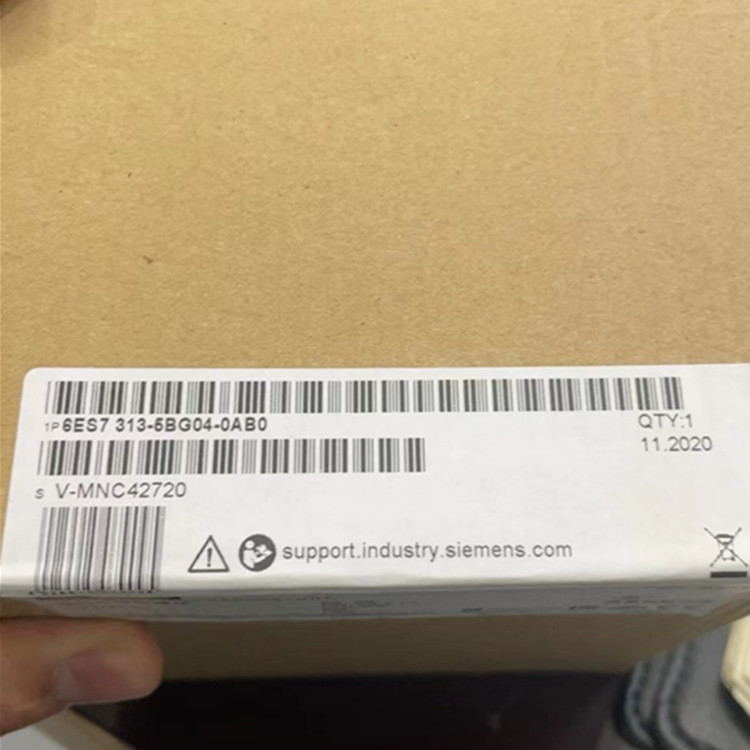 1P 6ES7 313-5BG04-0AB0
QTY:1
11.2020
S V-MNC42720
support.industry.siemens.com